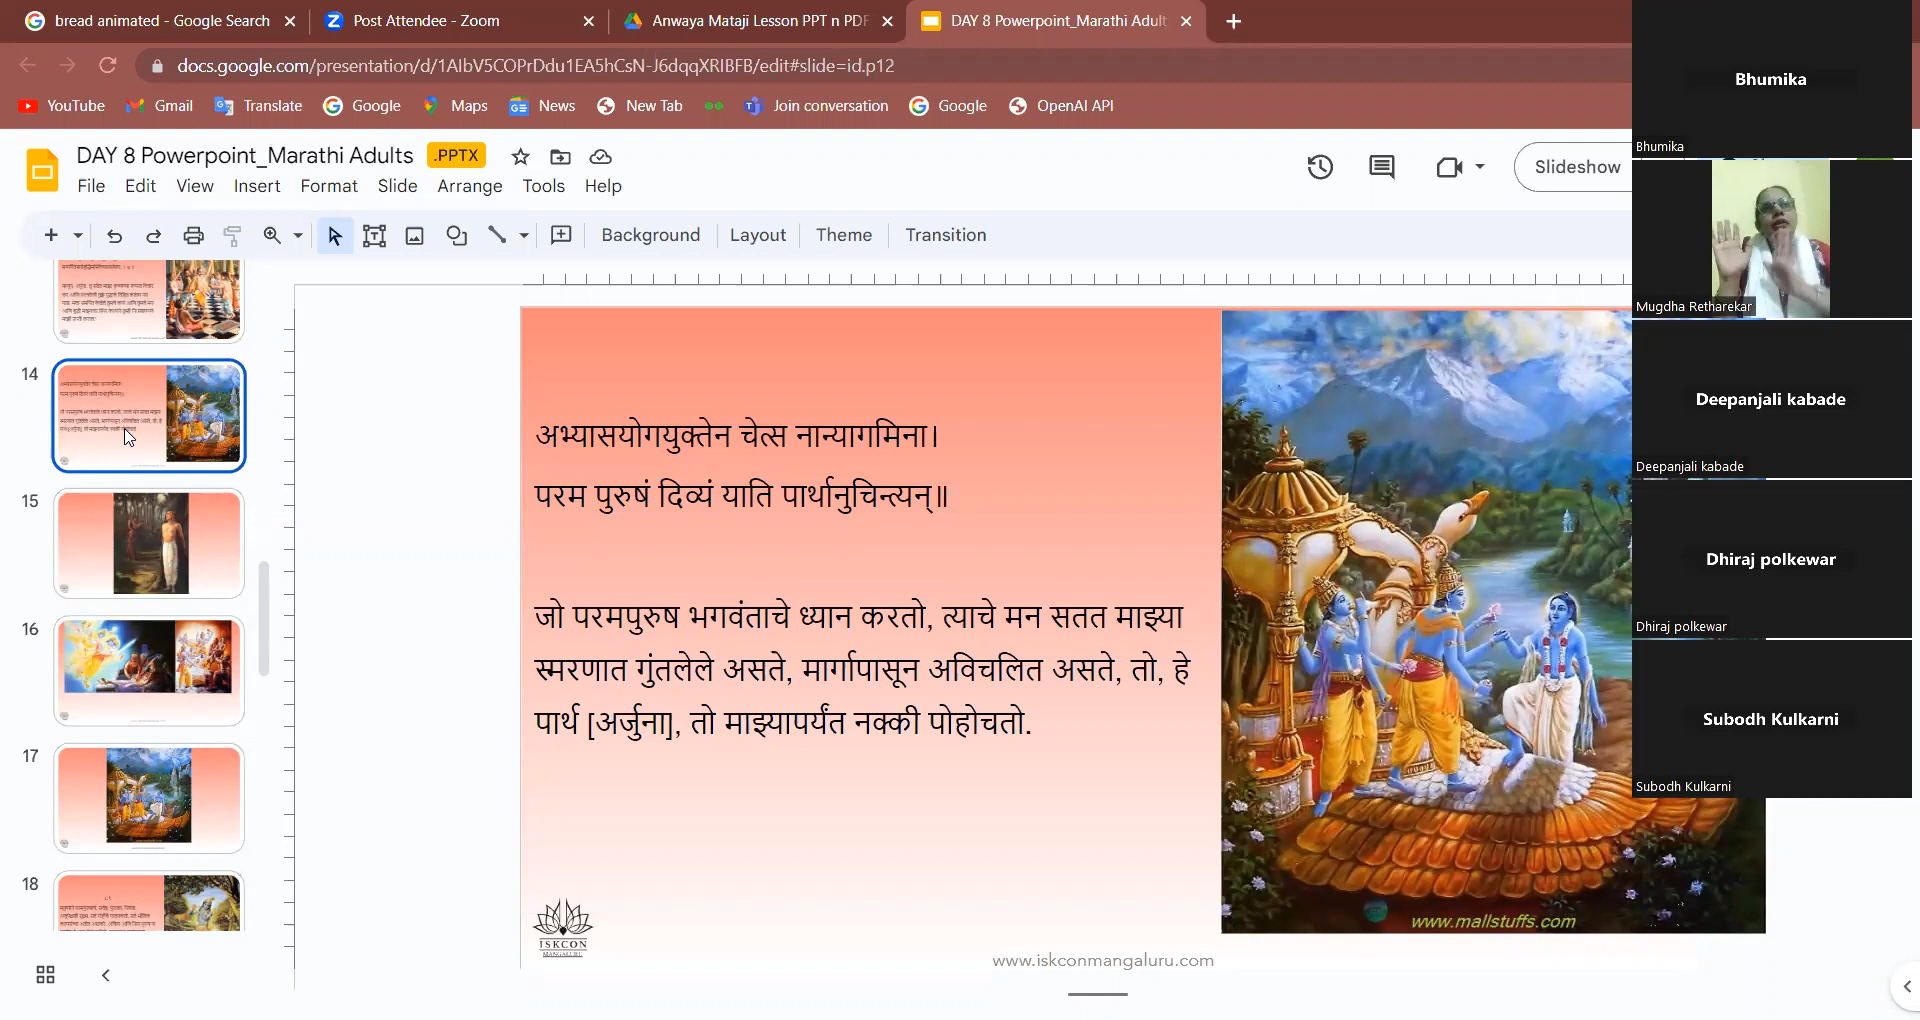 bread animated - Google Search
Post Attendee - Zoom
Anwaya Mataji Lesson PPT n PDF
DAY 8 Powerpoint_Marathi Adult
docs.google.com/presentation/d/1AIbV5COPrDdu1EA5hCsN-J6dqqXRIBFB/edit#slide=id.p12
YouTube Gmail Translate Google Maps News New Tab Join conversation Google OpenAI API
DAY 8 Powerpoint_Marathi Adults .PPTX
File Edit View Insert Format Slide Arrange Tools Help
Slideshow
Background Layout Theme Transition
14
15
16
17
18
अभ्यासयोगयुक्तेन चेत्स नान्यागमिना।
परम पुरुषं दिव्यं याति पार्थानुचिन्त्यन्॥
जो परमपुरुष भगवंताचे ध्यान करतो, त्याचे मन सतत माझ्या
स्मरणात गुंतलेले असते, मार्गापासून अविचलित असते, तो, हे
पार्थ [अर्जुना], तो माझ्यापर्यंत नक्की पोहोचतो.
ISKCON
MANGALURU
www.iskconmangaluru.com
www.mallstuffs.com
Bhumika
Bhumika
Mugdha Retharekar
Deepanjali kabade
Deepanjali kabade
Dhiraj polkewar
Dhiraj polkewar
Subodh Kulkarni
Subodh Kulkarni